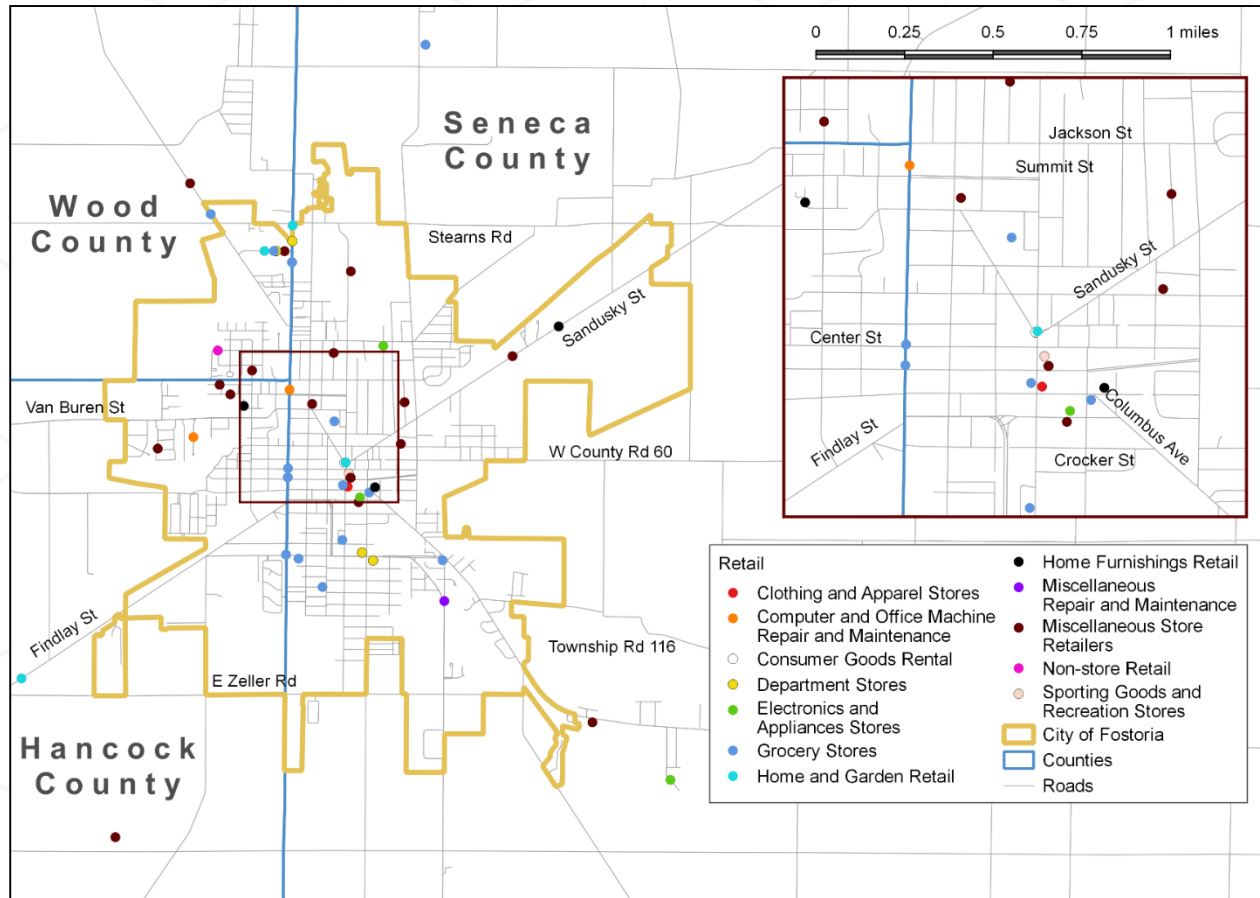 0 0.25 0.5 0.75 1 miles
Seneca
County
Wood
County
Stearns Rd
Sandusky St
Van Buren St
W County Rd 60
Findlay St
Township Rd 116
E Zeller Rd
Hancock
County
Jackson St
Summit St
Sandusky St
Center St
Columbus Ave
Findlay St
Crocker St
Retail
Clothing and Apparel Stores
Computer and Office Machine
Repair and Maintenance
Consumer Goods Rental
Department Stores
Electronics and
Appliances Stores
Grocery Stores
Home and Garden Retail
Home Furnishings Retail
Miscellaneous
Repair and Maintenance
Miscellaneous Store
Retailers
Non-store Retail
Sporting Goods and
Recreation Stores
City of Fostoria
Counties
Roads